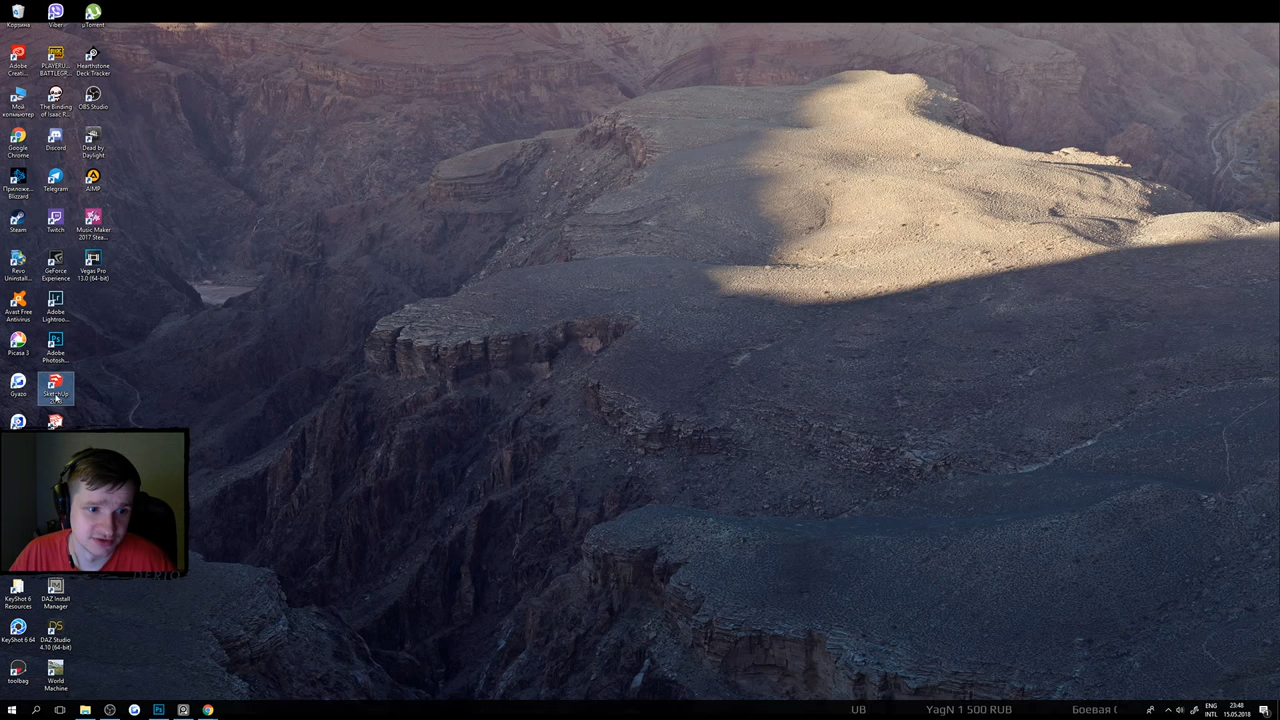 Корзина
Viber
µTorrent
Adobe
Creati...
PLAYERU...
BATTLEGR...
Hearthstone
Deck Tracker
Мой
компьютер
The Binding
of Isaac R...
OBS Studio
Google
Chrome
Discord
Dead by
Daylight
Приложе...
Blizzard
Telegram
AIMP
Steam
Twitch
Music Maker
2017 Stea...
Revo
Uninstall...
GeForce
Experience
Vegas Pro
13.0 (64-bit)
Avast Free
Antivirus
Adobe
Lightroo...
Picasa 3
Adobe
Photosh...
Gyazo
SketchUp
KeyShot 6
Resources
DAZ Install
Manager
KeyShot 6 64
DAZ Studio
4.10 (64-bit)
toolbag
World
Machine
UB
YagN 1 500 RUB
Боевая (
ENG
INTL
23:48
15.05.2018